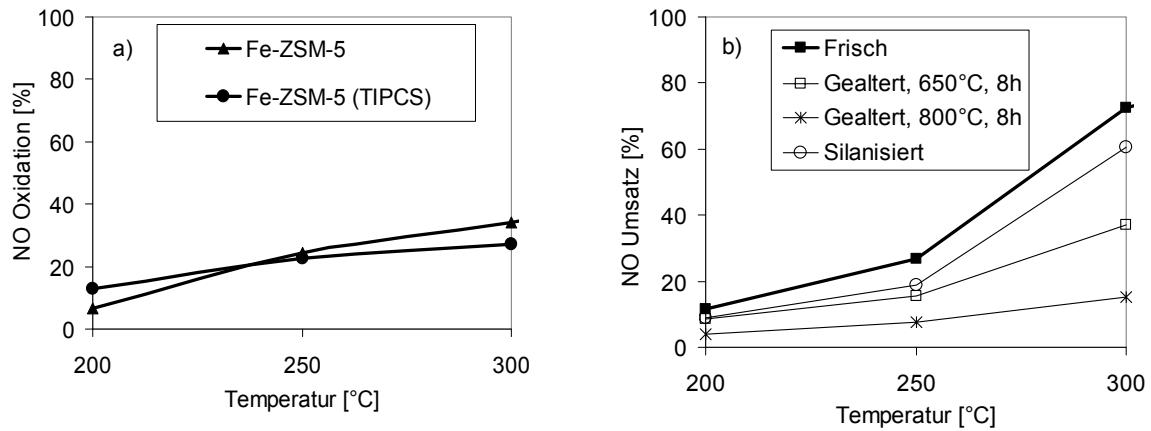 a)
Fe-ZSM-5
Fe-ZSM-5 (TIPCS)
NO Oxidation [%]
100
80
60
40
20
0
200
250
300
Temperatur [°C]
b)
Frisch
Gealtert, 650°C, 8h
Gealtert, 800°C, 8h
Silanisiert
NO Umsatz [%]
100
80
60
40
20
0
200
250
300
Temperatur [°C]